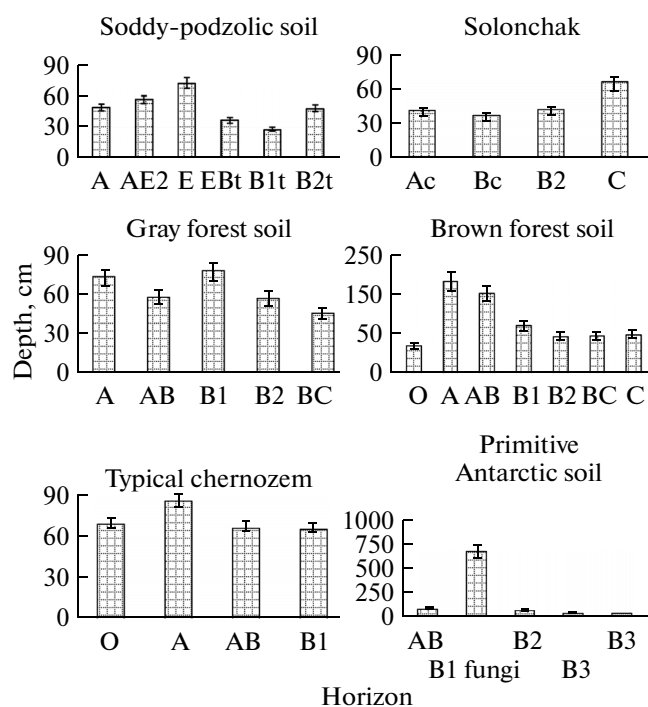 Soddy-podzolic soil
90
60
30
0
A AE2 E EBt B1t B2t
Solonchak
90
60
30
0
Ac Bc B2 C
Depth, cm
Gray forest soil
90
60
30
0
A AB B1 B2 BC
Brown forest soil
250
150
50
0
O A AB B1 B2 BC C
Typical chernozem
90
60
30
0
O A AB B1
Primitive
Antarctic soil
1000
750
500
250
0
AB B2 B3
B1 fungi B3
Horizon